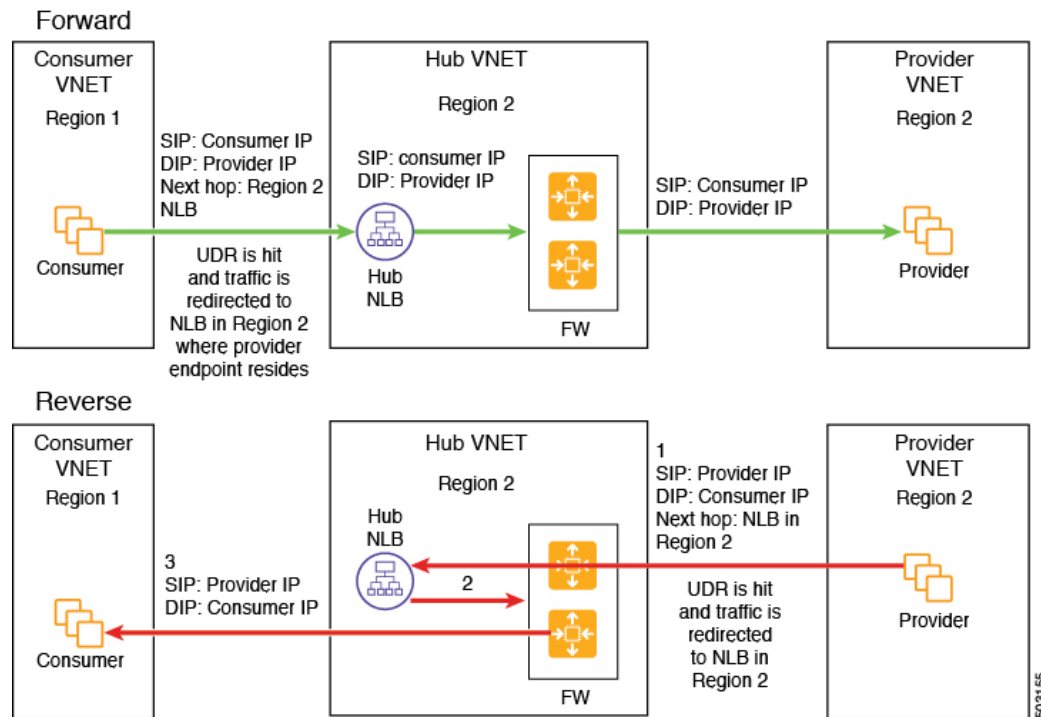 Forward
Consumer
VNET
Region 1
SIP: Consumer IP
DIP: Provider IP
Next hop: Region 2
NLB
Consumer
UDR is hit
and traffic is
redirected to
NLB in Region 2
where provider
endpoint resides
Hub VNET
Region 2
SIP: consumer IP
DIP: Provider IP
Hub
NLB
FW
SIP: Consumer IP
DIP: Provider IP
Provider
VNET
Region 2
Provider
Reverse
Consumer
VNET
Region 1
3
SIP: Provider IP
DIP: Consumer IP
Consumer
Hub VNET
Region 2
Hub
NLB
2
FW
1
SIP: Provider IP
DIP: Consumer IP
Next hop: NLB in
Region 2
UDR is hit
and traffic is
redirected
to NLB in
Region 2
Provider
VNET
Region 2
Provider